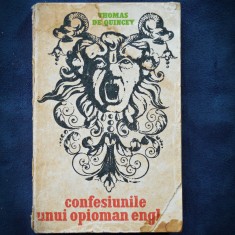 THOMAS
DE QUINCEY
confesiunile
unui opioman engl